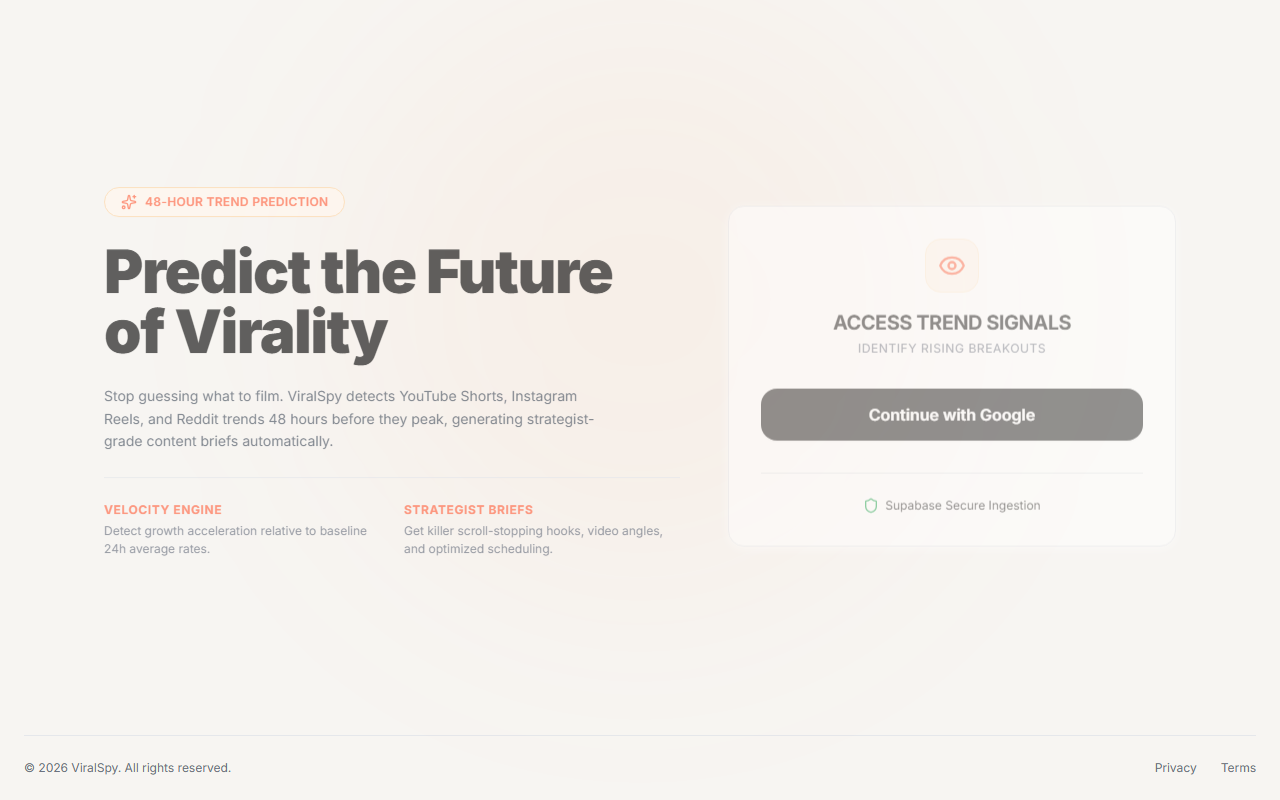 48-HOUR TREND PREDICTION
Predict the Future
of Virality
Stop guessing what to film. ViralSpy detects YouTube Shorts, Instagram
Reels, and Reddit trends 48 hours before they peak, generating strategist-
grade content briefs automatically.
VELOCITY ENGINE
Detect growth acceleration relative to baseline
24h average rates.
STRATEGIST BRIEFS
Get killer scroll-stopping hooks, video angles,
and optimized scheduling.
ACCESS TREND SIGNALS
IDENTIFY RISING BREAKOUTS
Continue with Google
Supabase Secure Ingestion
© 2026 ViralSpy. All rights reserved.
Privacy
Terms